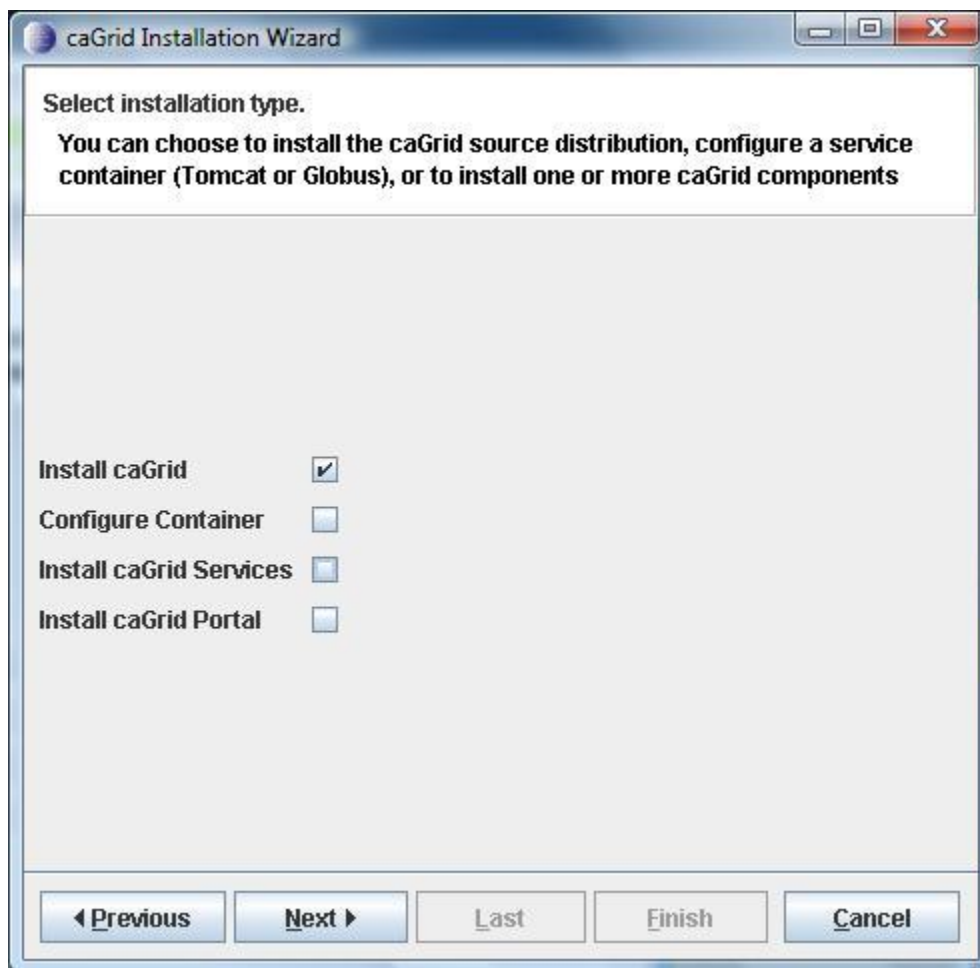 caGrid Installation Wizard
Select installation type.
You can choose to install the caGrid source distribution, configure a service
container (Tomcat or Globus), or to install one or more caGrid components
Install caGrid
Configure Container
Install caGrid Services
Install caGrid Portal
Previous Next Last Finish Cancel